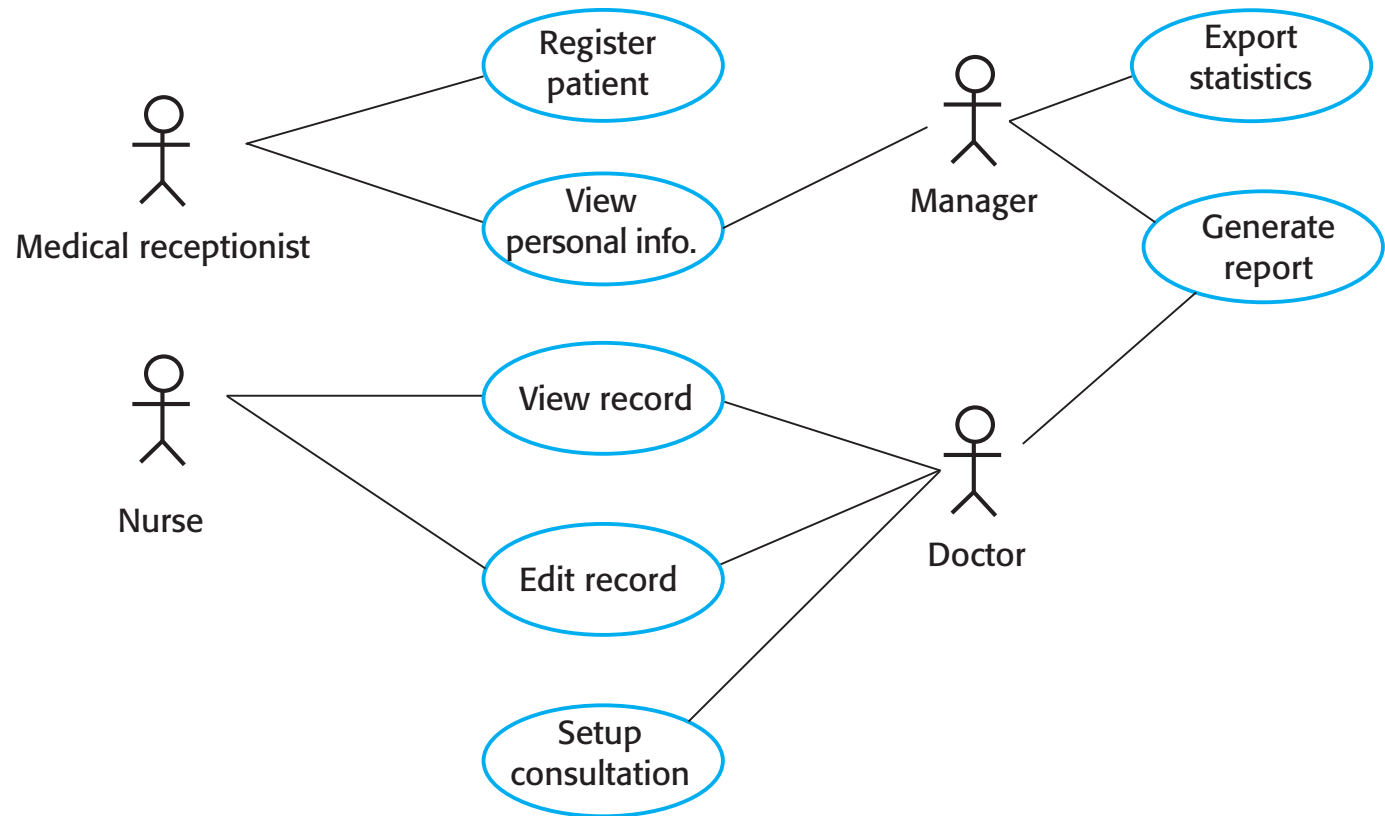 Register
patient
Export
statistics
Medical receptionist
View
personal info.
Manager
Generate
report
Nurse
View record
Edit record
Doctor
Setup
consultation